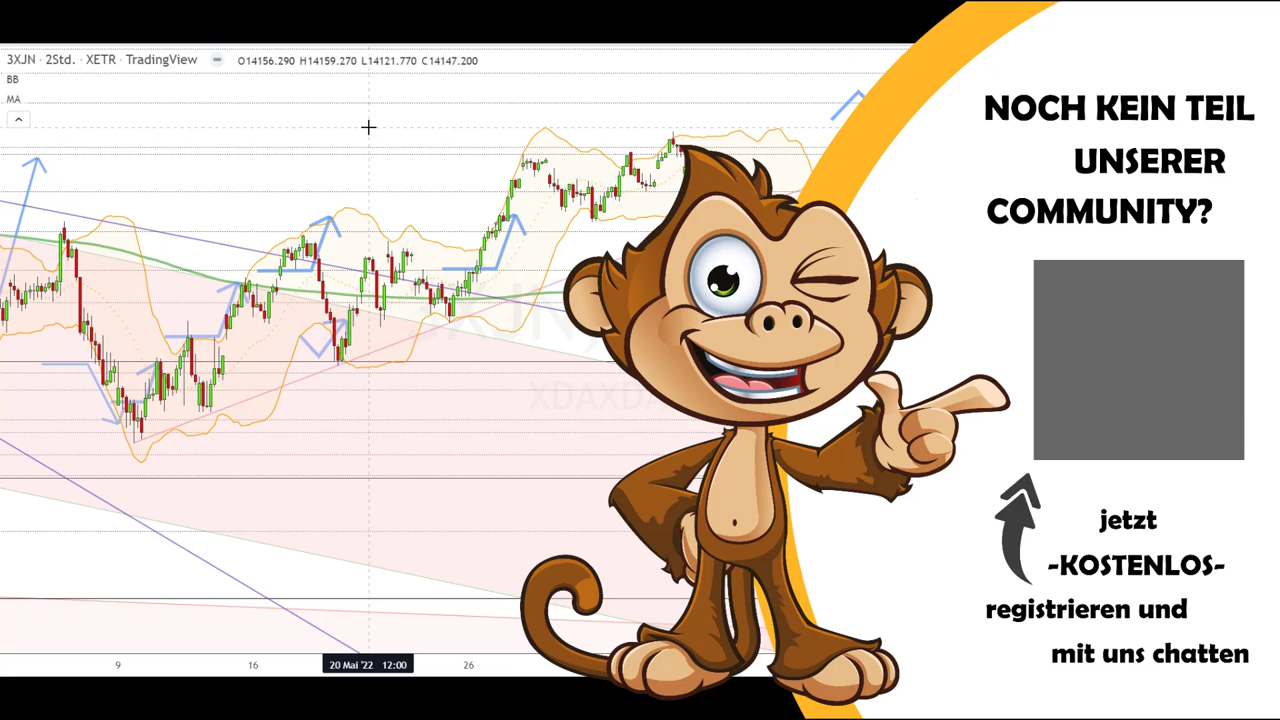 3XJN · 2Std. · XETR · TradingView O14156.290 H14159.270 L14121.770 C14147.200
BB
MA
NOCH KEIN TEIL
UNSERER
COMMUNITY?
jetzt
-KOSTENLOS-
registrieren und
mit uns chatten
9 16 20 Mai '22 12:00 26